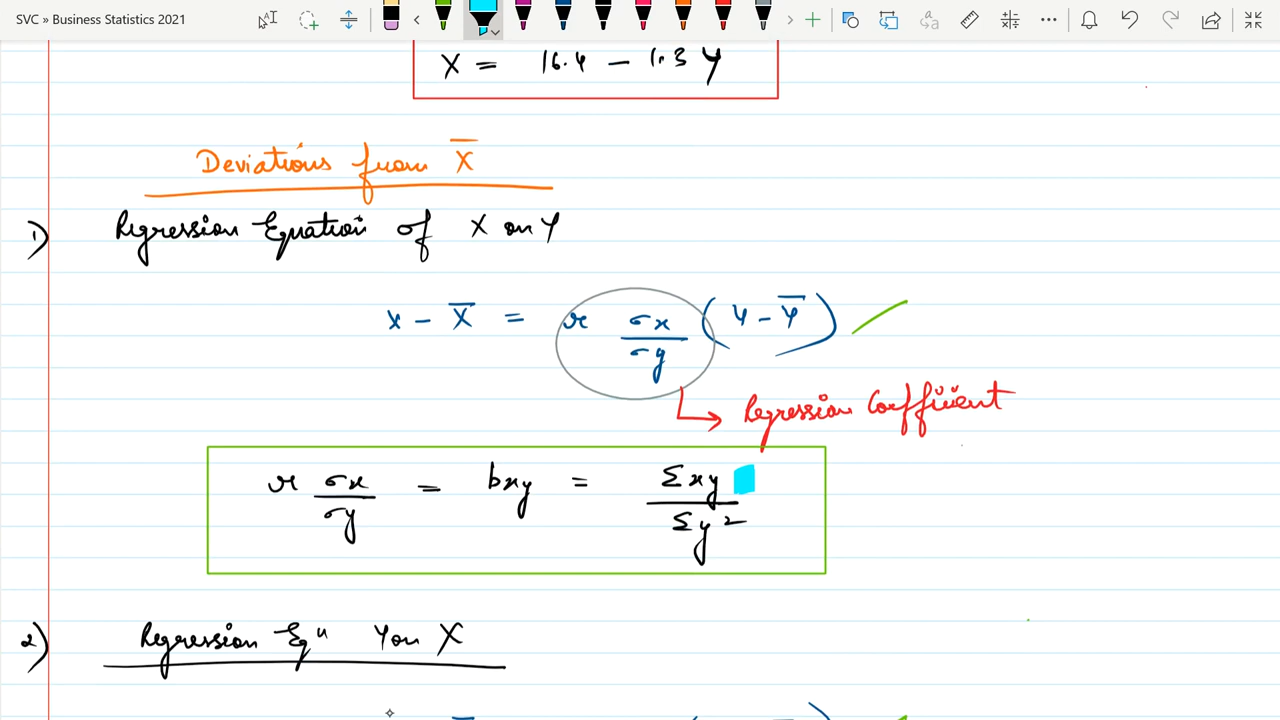 SVC » Business Statistics 2021
X = 16.4 - 1.3 Y
Deviations from X̅
1) Regression Equation of X on Y
x - X̅ = r σx/σy (Y - Y̅)
Regression Coefficient
r σx/σy = bxy = Σxy/Σy²
2) Regression Eqⁿ Y on X